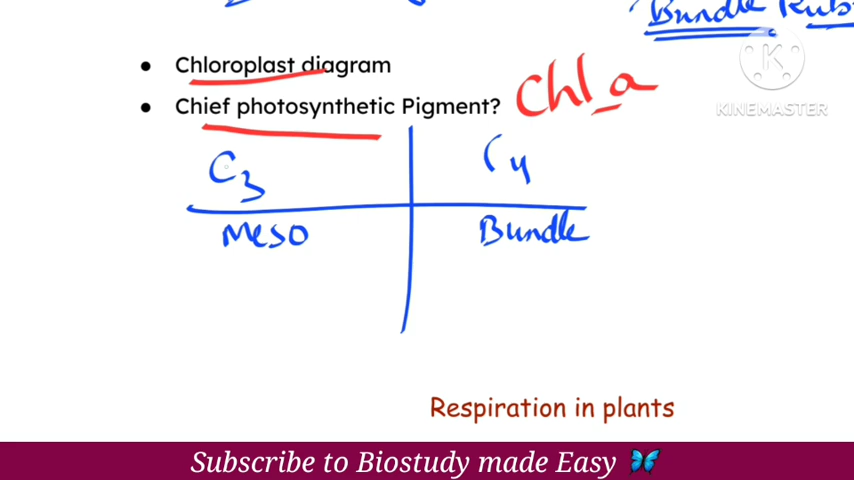 Bundle Rubis
• Chloroplast diagram
• Chief photosynthetic Pigment? Chl a
K
KINEMASTER
C3 C4
Meso Bundle
Respiration in plants
Subscribe to Biostudy made Easy 🦋